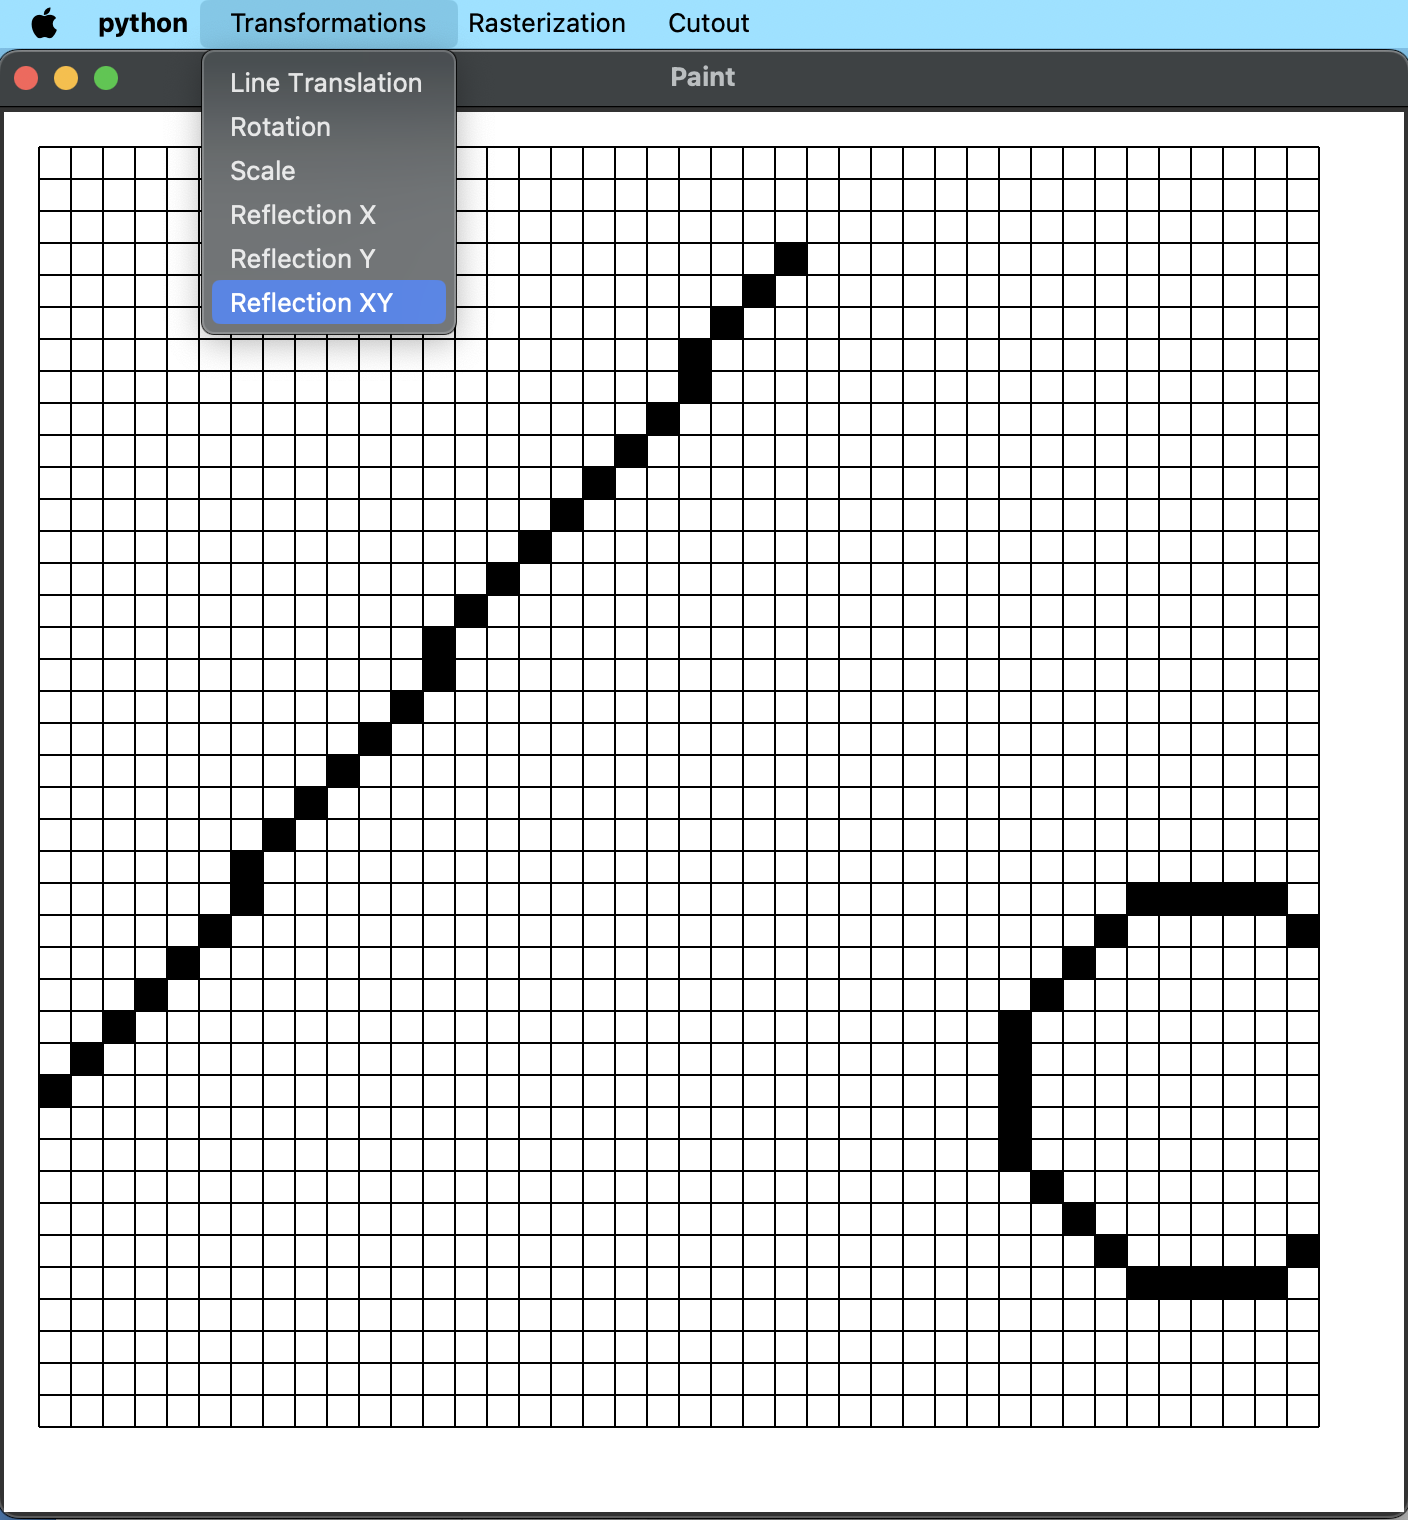 python Transformations Rasterization Cutout
Paint
Line Translation
Rotation
Scale
Reflection X
Reflection Y
Reflection XY